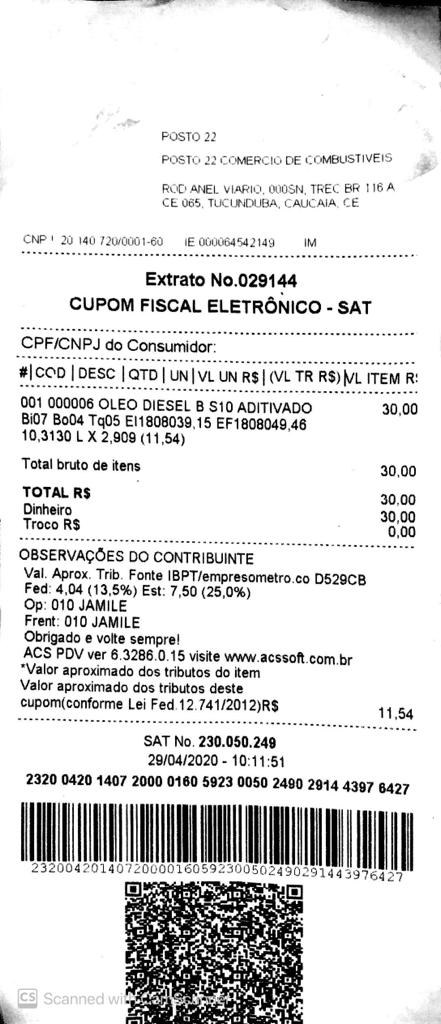 POSTO 22
POSTO 22 COMERCIO DE COMBUSTIVEIS
ROD ANEL VIARIO, 000SN, TREC BR 116 A
CE 065, TUCUNDUBA, CAUCAIA, CE
CNP 20 140 720/0001-60 IE 000064542149 IM
Extrato No.029144
CUPOM FISCAL ELETRÔNICO - SAT
CPF/CNPJ do Consumidor:
#|COD|DESC|QTD|UN|VL UN R$|(VL TR R$)|VL ITEM R$
001 000006 OLEO DIESEL B S10 ADITIVADO 30,00
Bi07 Bo04 Tq05 EI1808039,15 EF1808049,46
10,3130 L X 2,909 (11,54)
Total bruto de itens 30,00
TOTAL R$ 30,00
Dinheiro 30,00
Troco R$ 0,00
OBSERVAÇÕES DO CONTRIBUINTE
Val. Aprox. Trib. Fonte IBPT/empresometro.co D529CB
Fed: 4,04 (13,5%) Est: 7,50 (25,0%)
Op: 010 JAMILE
Frent: 010 JAMILE
Obrigado e volte sempre!
ACS PDV ver 6.3286.0.15 visite www.acssoft.com.br
*Valor aproximado dos tributos do item
Valor aproximado dos tributos deste
cupom(conforme Lei Fed.12.741/2012)R$ 11,54
SAT No. 230.050.249
29/04/2020 - 10:11:51
2320 0420 1407 2000 0160 5923 0050 2490 2914 4397 6427
23200420140720000160592300502490291443976427
CS Scanned with CamScanner